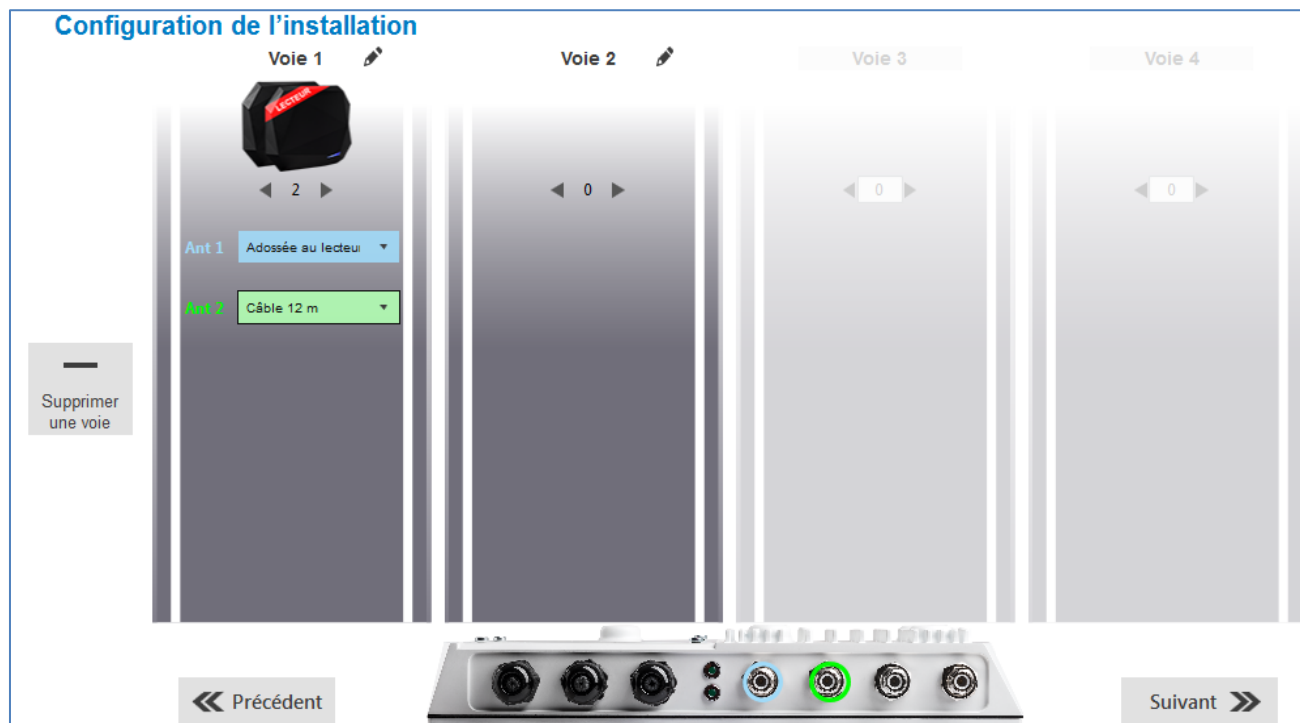 Configuration de l'installation
Voie 1
Voie 2
Voie 3
Voie 4
LECTEUR
2
0
0
0
Ant 1
Adossée au lecteu
Ant 2
Câble 12 m
Supprimer
une voie
Précédent
Suivant